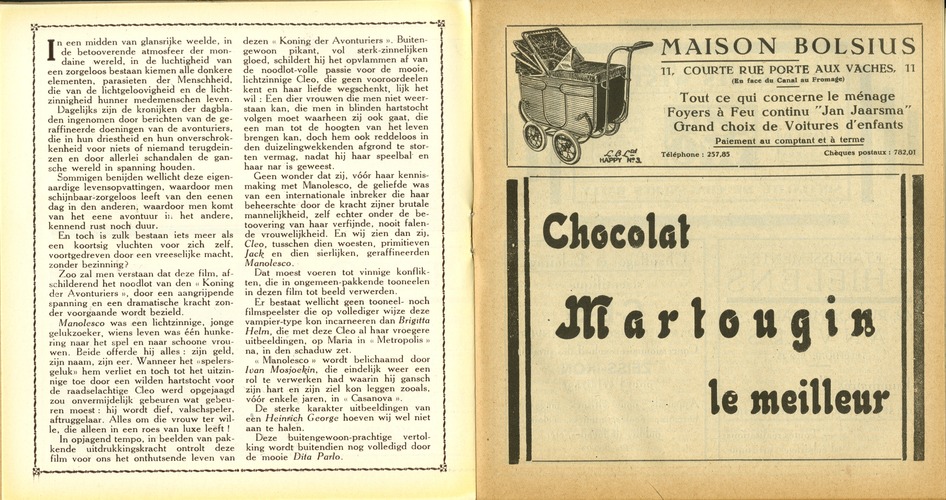 In een midden van glansrijke weelde, in
de betooverende atmosfeer der mon-
daine wereld, in de luchtigheid van
een zorgeloos bestaan kiemen alle donkere
elementen, parasieten der Menschheid,
die van de lichtgeloovigheid en de licht-
zinnigheid hunner medemenschen leven.
Dagelijks zijn de kronijken der dagbla-
den ingenomen door berichten van de ge-
raffineerde doeningen van de avonturiers,
die in hun driestheid en hun onverschrok-
kenheid voor niets of niemand terugdein-
zen en door allerlei schandalen de gan-
sche wereld in spanning houden.
Sommigen benijden wellicht deze eigen-
aardige levensopvattingen, waardoor men
schijnbaar-zorgeloos leeft van den eenen
dag in den anderen, waardoor men komt
van het eene avontuur in het andere,
kennend rust noch duur.
En toch is zulk bestaan iets meer als
een koortsig vluchten voor zich zelf,
voortgedreven door een vreeselijke macht,
zonder bezinning?
Zoo zal men verstaan dat deze film, af-
schilderend het noodlot van den « Koning
der Avonturiers », door een aangrijpende
spanning en een dramatische kracht zon-
der voorgaande wordt bezield.
Manolesco was een lichtzinnige, jonge
gelukzoeker, wiens leven was één hunke-
ring naar het spel en naar schoone vrou-
wen. Beide offerde hij alles : zijn geld,
zijn naam, zijn eer. Wanneer het «spelers-
geluk» hem verliet en toch tot het uitzin-
nige toe door een wilden hartstocht voor
de raadselachtige Cleo werd opgejaagd
zou onvermijdelijk gebeuren wat gebeu-
ren moest : hij wordt dief, valschspeler,
aftruggelaar. Alles om die vrouw ter wil-
le, die alleen in een roes van luxe leeft !
In opjagend tempo, in beelden van pak-
kende uitdrukkingskracht ontrolt deze
film voor ons het onthutsende leven van
dezen « Koning der Avonturiers ». Buiten-
gewoon pikant, vol sterk-zinnelijken
gloed, schildert hij het opvlammen af van
de noodlot-volle passie voor de mooie,
lichtzinnige Cleo, die geen vooroordeelen
kent en haar liefde wegschenkt, lijk het
wil : Een dier vrouwen die men niet weer-
staan kan, die men in blinden hartstocht
volgen moet waarheen zij ook gaat, die
een man tot de hoogten van het leven
brengen kan, doch hem ook reddeloos in
den duizelingwekkenden afgrond te stor-
ten vermag, nadat hij haar speelbal en
haar nar is geweest.
Geen wonder dat zij, vóór haar kennis-
making met Manolesco, de geliefde was
van een internationale inbreker die haar
beheerschte door de kracht zijner brutale
mannelijkheid, zelf echter onder de be-
toovering van haar verfijnde, nooit falen-
de vrouwelijkheid. En wij zien dan zij,
Cleo, tusschen dien woesten, primitieven
Jack en dien sierlijken, geraffineerden
Manolesco.
Dat moest voeren tot vinnige konflik-
ten, die in ongemeen-pakkende tooneelen
in dezen film tot beeld verwerden.
Er bestaat wellicht geen tooneel- noch
filmspeelster die op vollediger wijze deze
vampier-type kon incarneeren dan Brigitta
Helm, die met deze Cleo al haar vroegere
uitbeeldingen, op Maria in « Metropolis »
na, in den schaduw zet.
« Manolesco » wordt belichaamd door
Ivan Mosjoekin, die eindelijk weer een
rol te verwerken had waarin hij gansch
zijn hart en zijn ziel kon leggen zooals,
vóór enkele jaren, in « Casanova ».
De sterke karakter uitbeeldingen van
een Heinrich George hoeven wij wel niet
aan te halen.
Deze buitengewoon-prachtige vertol-
king wordt buitendien nog volledigd door
de mooie Dita Parlo.
L.B. Ltd
HAPPY No 3.
MAISON BOLSIUS
11, COURTE RUE PORTE AUX VACHES, 11
(En face du Canal au Fromage)
Tout ce qui concerne le ménage
Foyers à Feu continu "Jan Jaarsma"
Grand choix de Voitures d'enfants
Paiement au comptant et à terme
Téléphone : 257,85 Chèques postaux : 782,01
Chocolat
Martougin
le meilleur